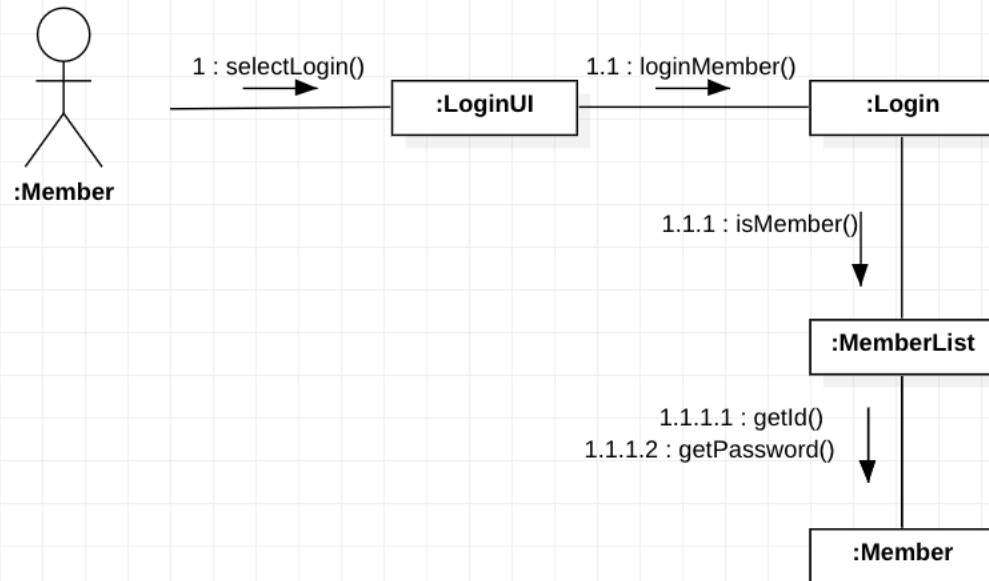 1 : selectLogin()
1.1 : loginMember()
:LoginUI
:Login
:Member
1.1.1 : isMember()
:MemberList
1.1.1.1 : getId()
1.1.1.2 : getPassword()
:Member